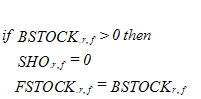 if BSTOCK r,f > 0 then
SHO r,f = 0
FSTOCK r,f = BSTOCK r,f